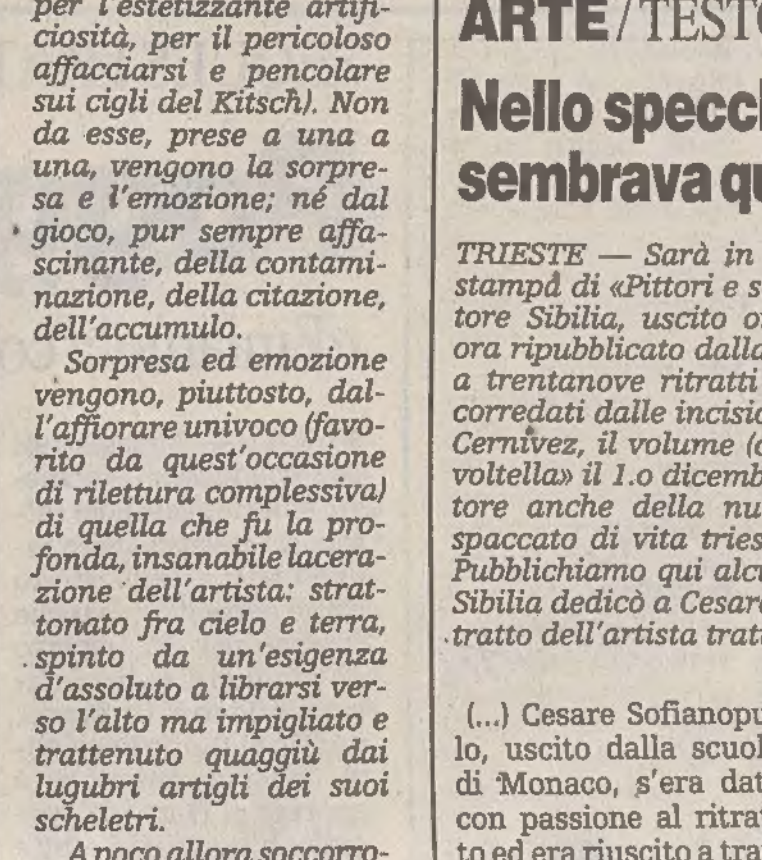 per l'estetizzante artifi-
ciosità, per il pericoloso
affacciarsi e pencolare
sui cigli del Kitsch). Non
da esse, prese a una a
una, vengono la sorpre-
sa e l'emozione; né dal
gioco, pur sempre affa-
scinante, della contami-
nazione, della citazione,
dell'accumulo.
Sorpresa ed emozione
vengono, piuttosto, dal-
l'affiorare univoco (favo-
rito da quest'occasione
di rilettura complessiva)
di quella che fu la pro-
fonda, insanabile lacera-
zione dell'artista: strat-
tonato fra cielo e terra,
spinto da un'esigenza
d'assoluto a librarsi ver-
so l'alto ma impigliato e
trattenuto quaggiù dai
lugubri artigli dei suoi
scheletri.
A poco allora soccorro-
ARTE/TESTO
Nello specch
sembrava qu
TRIESTE — Sarà in
stampa di «Pittori e s
tore Sibilia, uscito o
ora ripubblicato dalla
a trentanove ritratti
corredati dalle incisio
Cernivez, il volume (
voltella» il 1.o dicemb
tore anche della nu
spaccato di vita tries
Pubblichiamo qui alcu
Sibilia dedicò a Cesar
tratto dell'artista trat
(...) Cesare Sofianopu
lo, uscito dalla scuol
di Monaco, s'era dat
con passione al ritrat
to ed era riuscito a tra